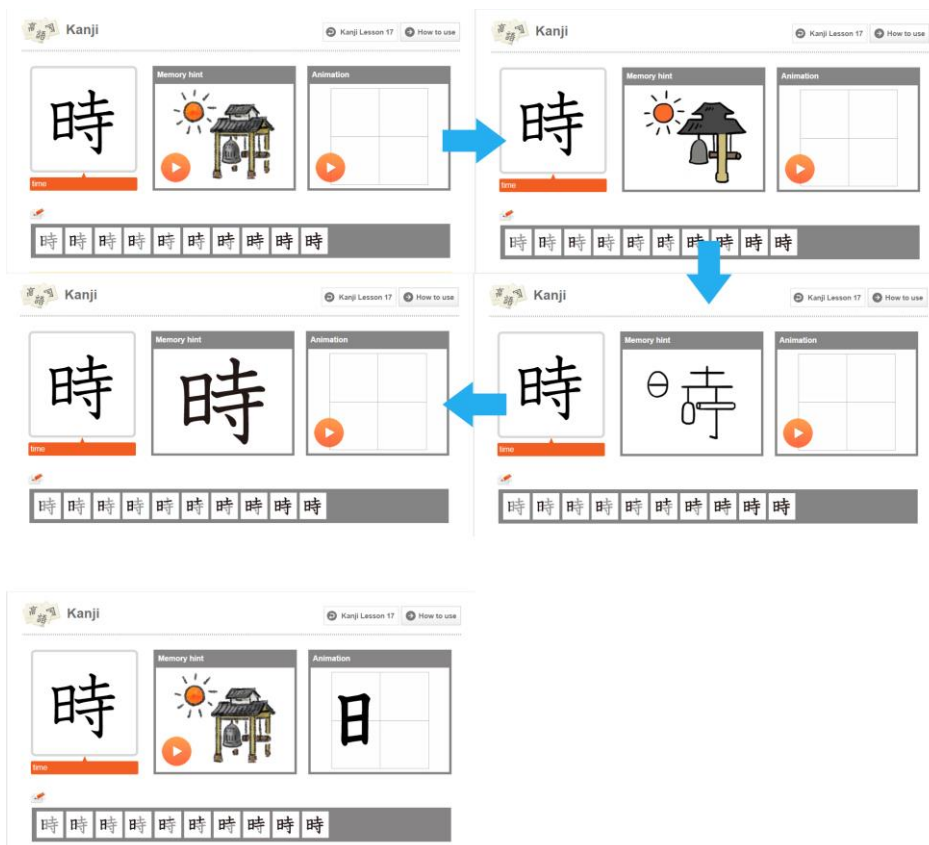 Kanji
Kanji Lesson 17 How to use
時
time
Memory hint
Animation
時 時 時 時 時 時 時 時 時 時
Kanji
Kanji Lesson 17 How to use
時
time
Memory hint
Animation
時 時 時 時 時 時 時 時 時 時
Kanji
Kanji Lesson 17 How to use
時
time
Memory hint
時
Animation
時 時 時 時 時 時 時 時 時 時
Kanji
Kanji Lesson 17 How to use
時
time
Memory hint
Animation
時 時 時 時 時 時 時 時 時 時
Kanji
Kanji Lesson 17 How to use
時
time
Memory hint
Animation
日
時 時 時 時 時 時 時 時 時 時